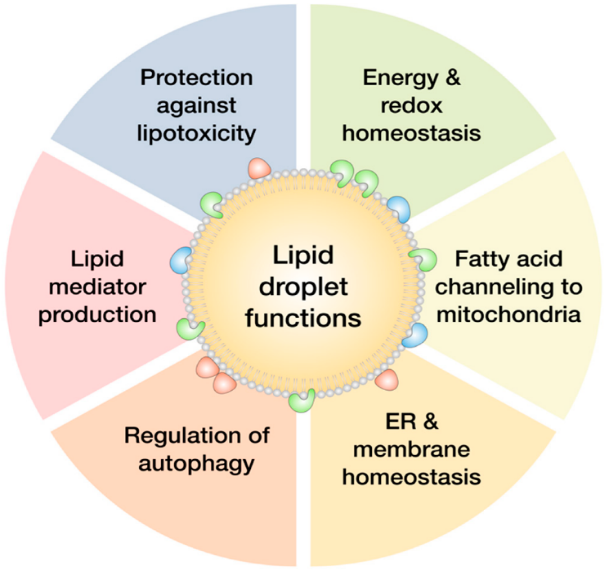 Protection
against
lipotoxicity
Energy &
redox
homeostasis
Lipid
mediator
production
Lipid
droplet
functions
Fatty acid
channeling to
mitochondria
Regulation of
autophagy
ER &
membrane
homeostasis